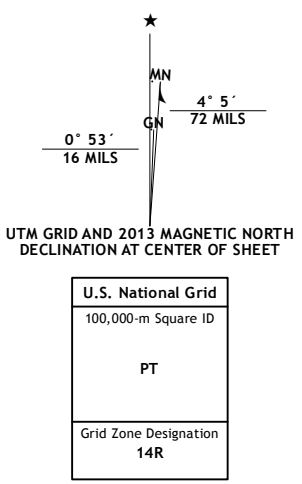 ★
MN
4° 5´
72 MILS
GN
0° 53´
16 MILS
UTM GRID AND 2013 MAGNETIC NORTH
DECLINATION AT CENTER OF SHEET
U.S. National Grid
100,000-m Square ID
PT
Grid Zone Designation
14R